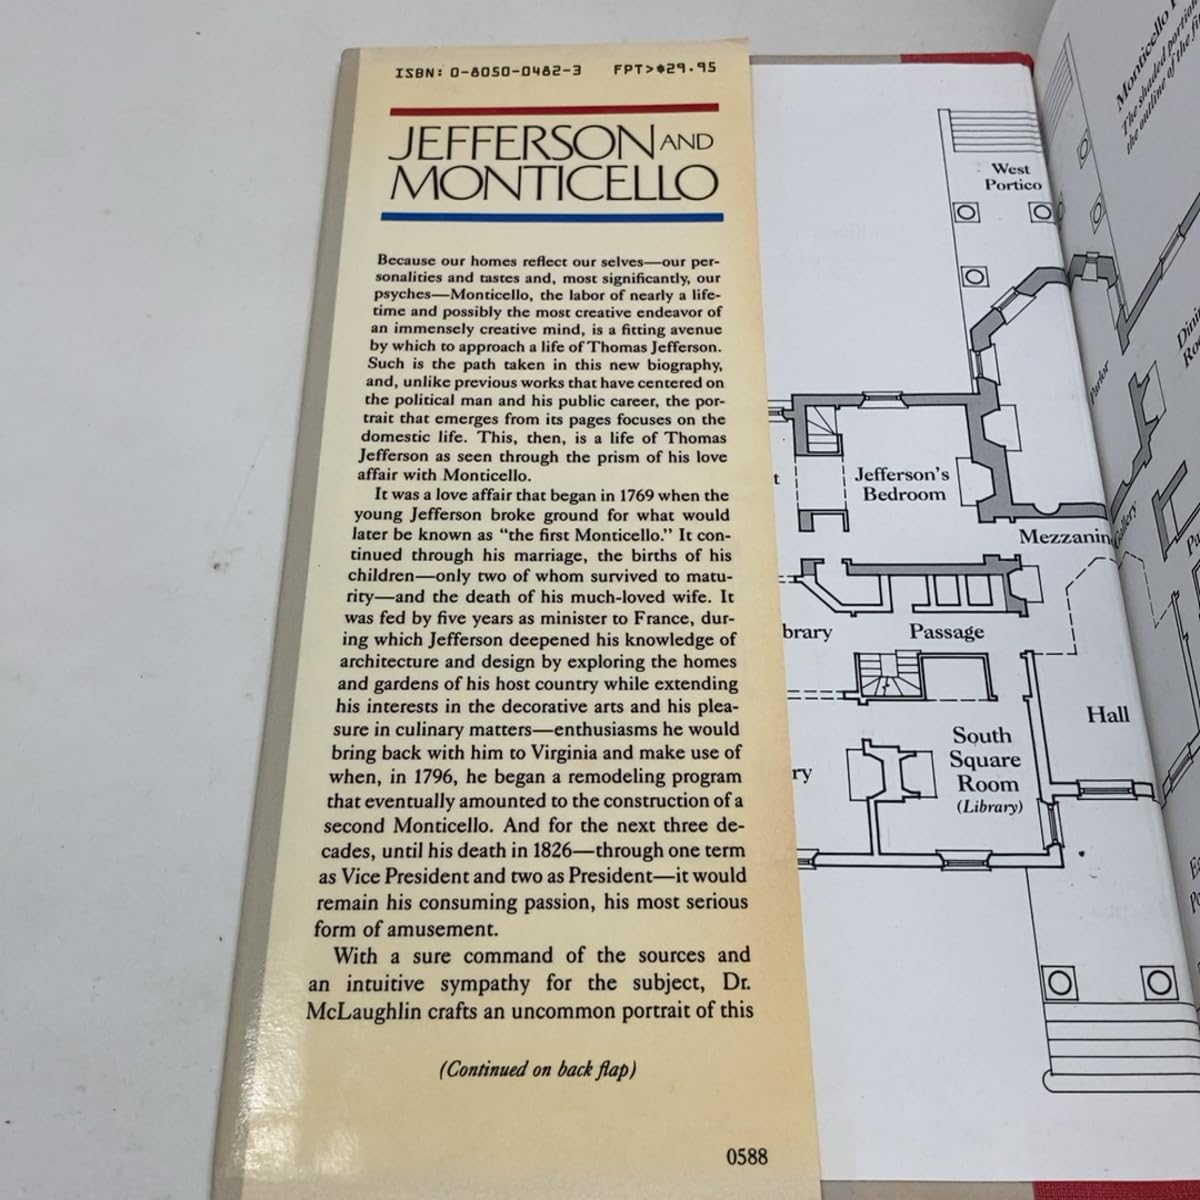 ISBN: 0-8050-0482-3 FPT>$29.95
JEFFERSON AND
MONTICELLO
Because our homes reflect our selves—our per-
sonalities and tastes and, most significantly, our
psyches—Monticello, the labor of nearly a life-
time and possibly the most creative endeavor of
an immensely creative mind, is a fitting avenue
by which to approach a life of Thomas Jefferson.
Such is the path taken in this new biography,
and, unlike previous works that have centered on
the political man and his public career, the por-
trait that emerges from its pages focuses on the
domestic life. This, then, is a life of Thomas
Jefferson as seen through the prism of his love
affair with Monticello.
It was a love affair that began in 1769 when the
young Jefferson broke ground for what would
later be known as “the first Monticello.” It con-
tinued through his marriage, the births of his
children—only two of whom survived to matu-
rity—and the death of his much-loved wife. It
was fed by five years as minister to France, dur-
ing which Jefferson deepened his knowledge of
architecture and design by exploring the homes
and gardens of his host country while extending
his interests in the decorative arts and his plea-
sure in culinary matters—enthusiasms he would
bring back with him to Virginia and make use of
when, in 1796, he began a remodeling program
that eventually amounted to the construction of a
second Monticello. And for the next three de-
cades, until his death in 1826—through one term
as Vice President and two as President—it would
remain his consuming passion, his most serious
form of amusement.
With a sure command of the sources and
an intuitive sympathy for the subject, Dr.
McLaughlin crafts an uncommon portrait of this
(Continued on back flap)
0588
West
Portico
Jefferson's
Bedroom
Mezzanin
brary
Passage
Hall
South
Square
Room
(Library)
ry
Monticello
The shaded portion
the outline of the fi
Parlor
Dini
Ro